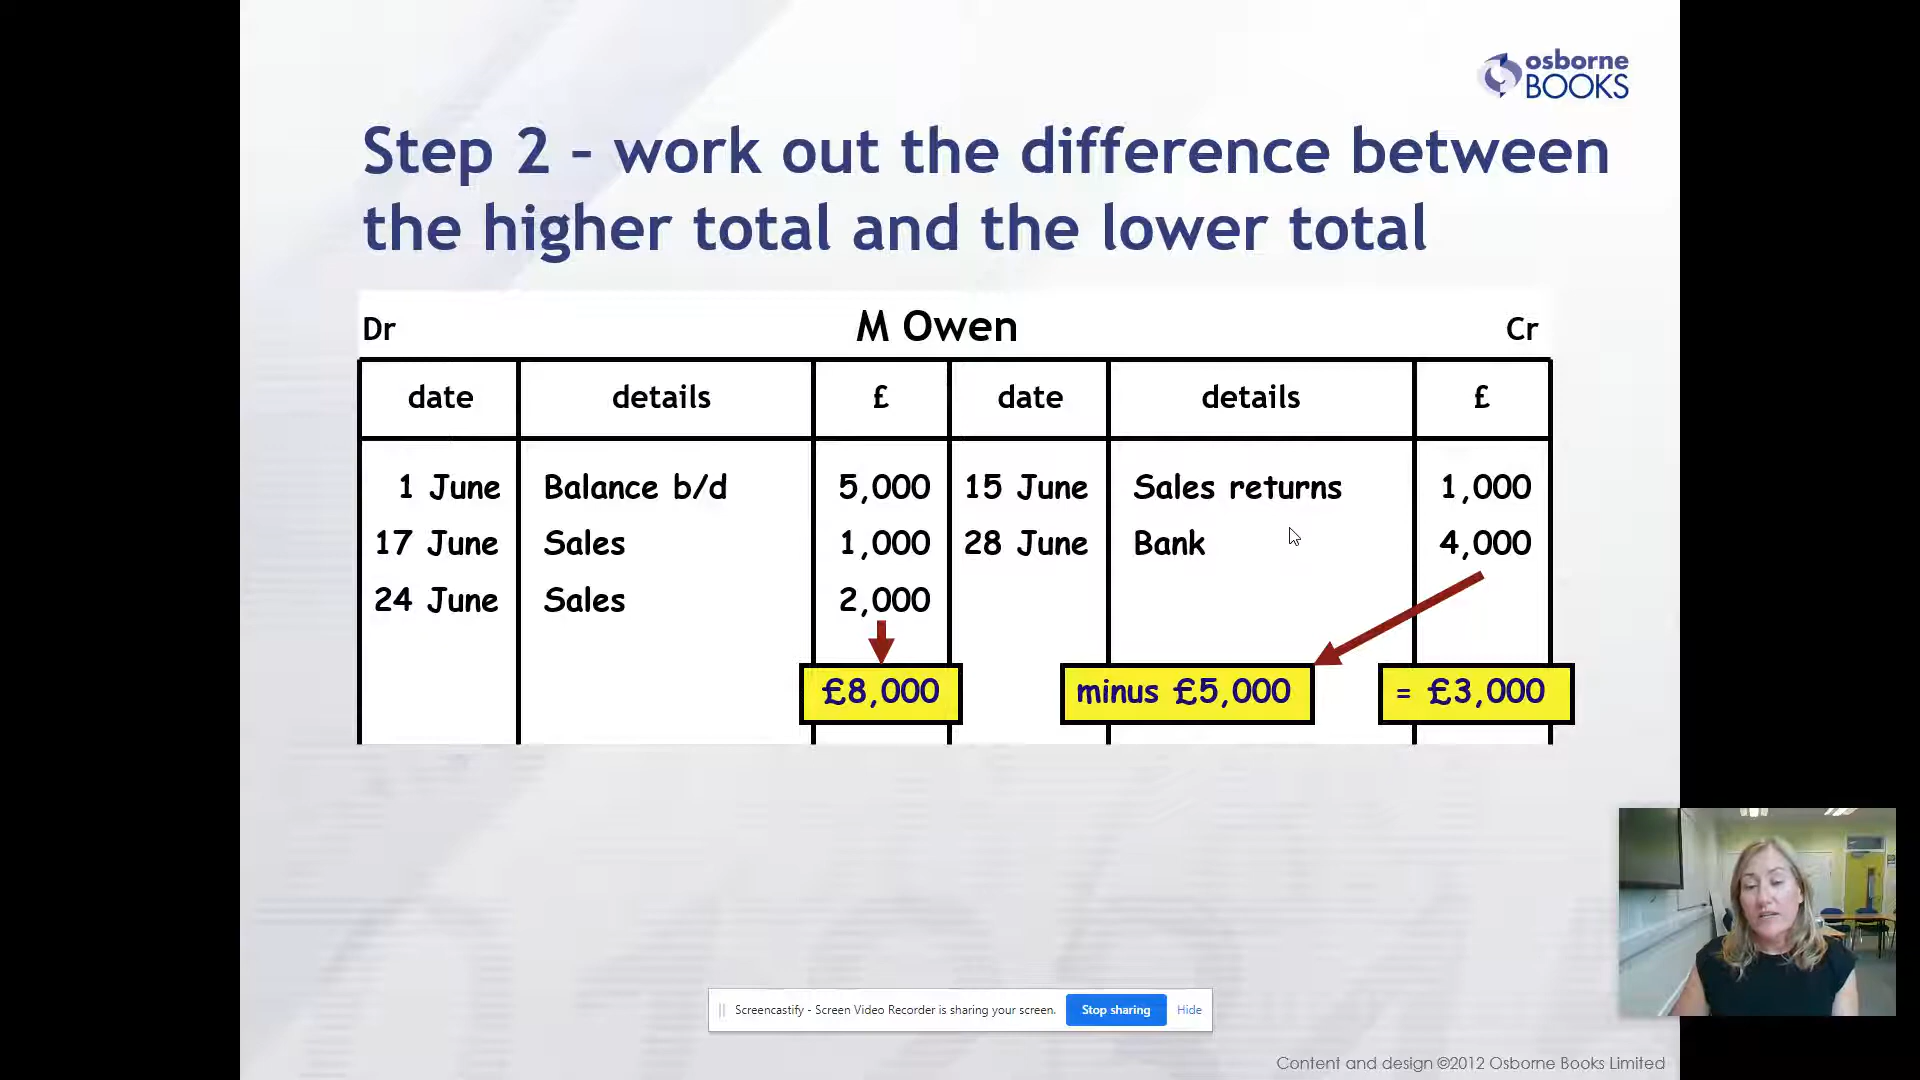 osborne
BOOKS
Step 2 – work out the difference between
the higher total and the lower total
Dr M Owen Cr
date details £ date details £
1 June Balance b/d 5,000 15 June Sales returns 1,000
17 June Sales 1,000 28 June Bank 4,000
24 June Sales 2,000
£8,000 minus £5,000 = £3,000
Screencastify - Screen Video Recorder is sharing your screen. Stop sharing Hide
Content and design ©2012 Osborne Books Limited